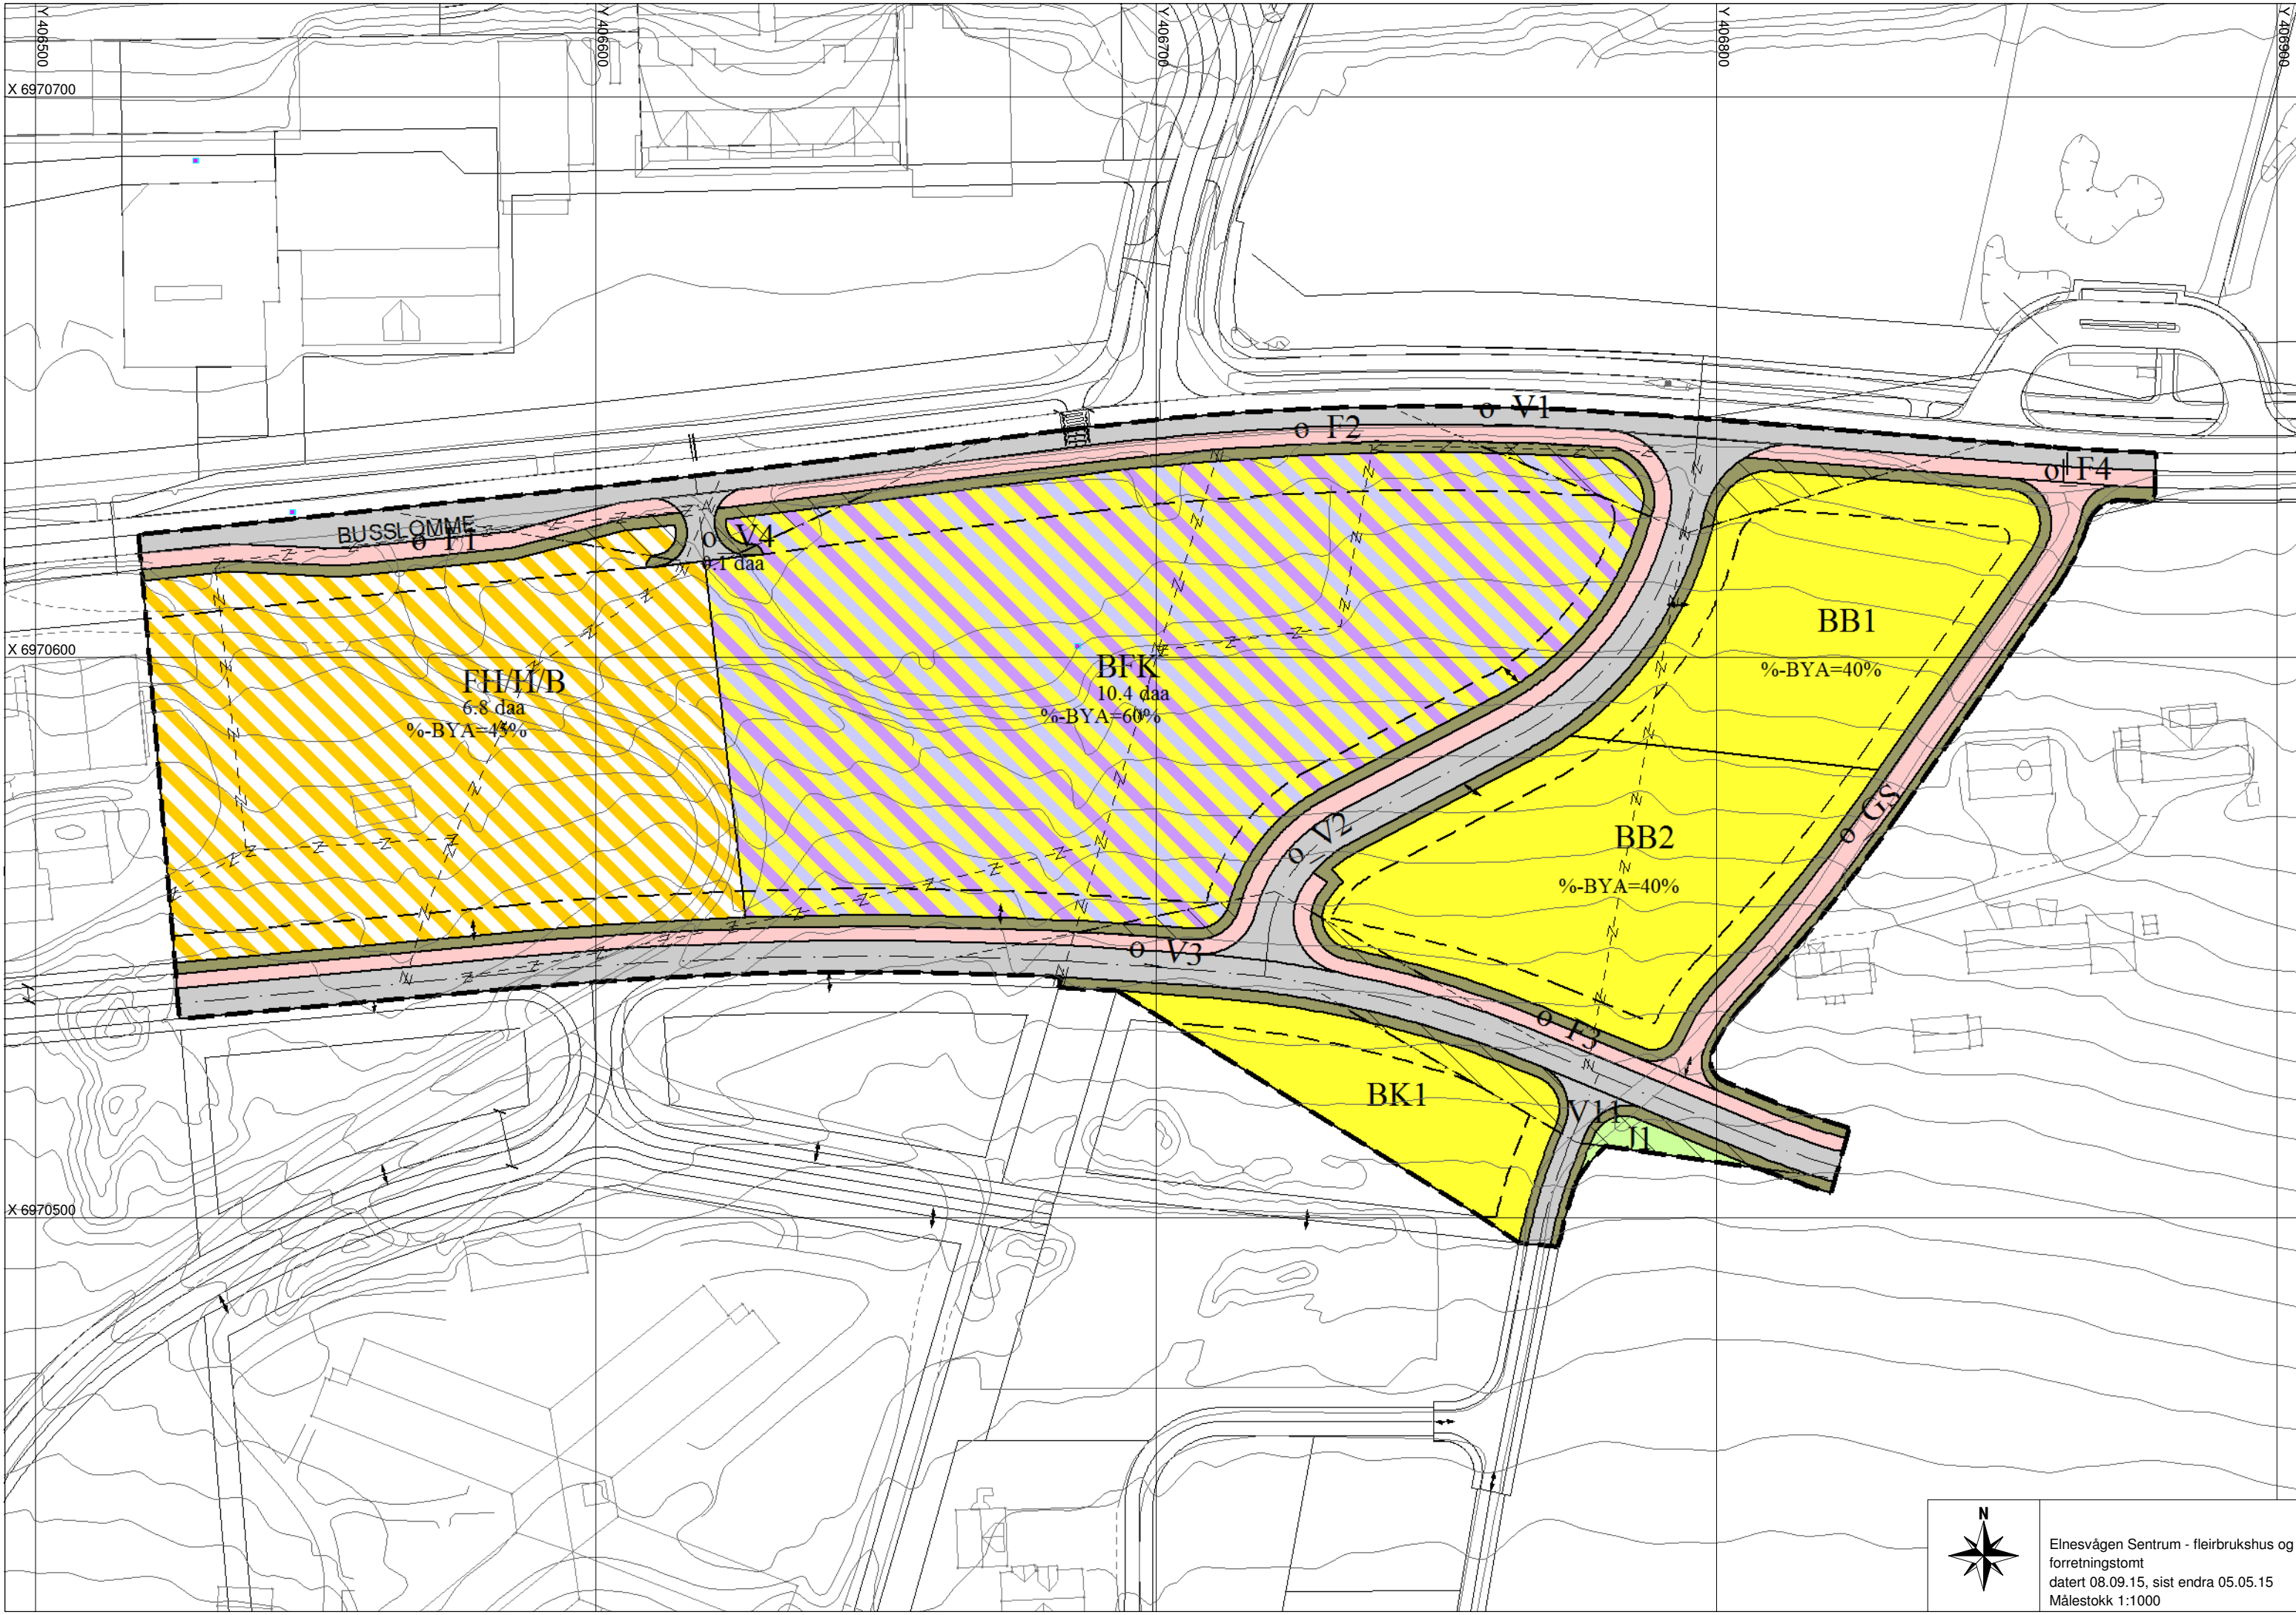 Y 406500
Y 406600
Y 406700
Y 406800
Y 406900
X 6970700
o V1
o F2
o F4
BUSSLOMME
o F1
o V4
0.1 daa
BB1
%-BYA=40%
X 6970600
FH/H/B
6.8 daa
%-BYA=45%
BFK
10.4 daa
%-BYA=60%
o GS
o V2
BB2
%-BYA=40%
o V3
o F3
BK1
V11
I1
X 6970500
N
Elnesvågen Sentrum - fleirbrukshus og
forretningstomt
datert 08.09.15, sist endra 05.05.15
Målestokk 1:1000